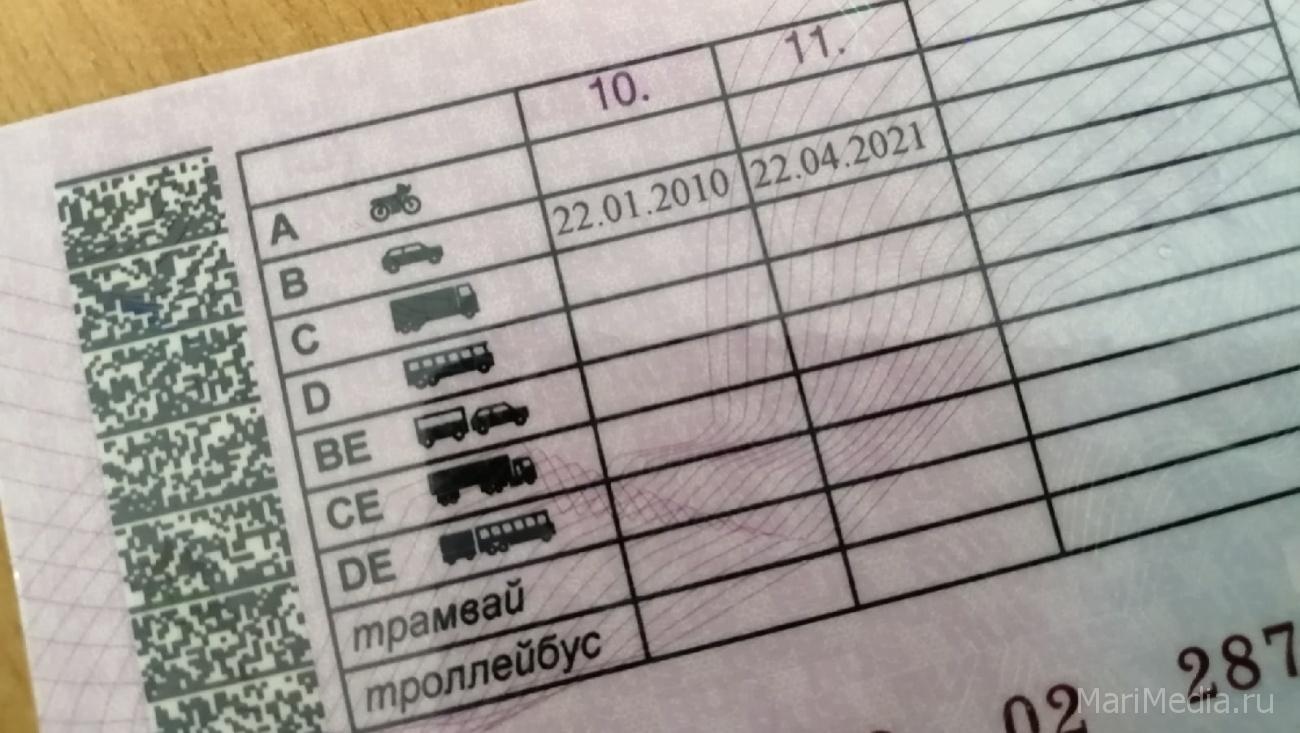 10. 11.
A
B 22.01.2010 22.04.2021
C
D
BE
CE
DE
трамвай
троллейбус
02 287
MariMedia.ru